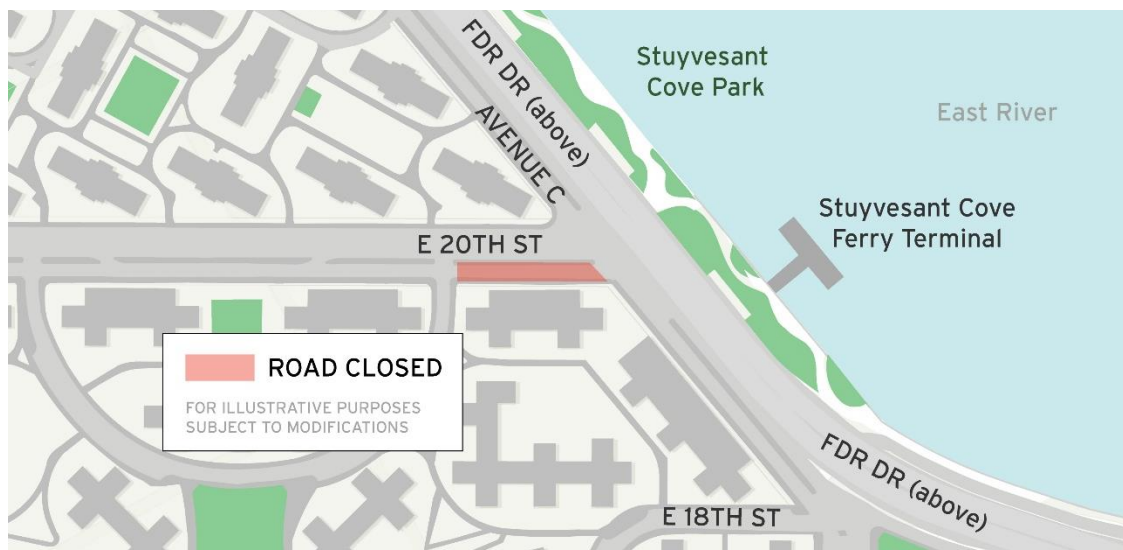 FDR DR (above)
Stuyvesant
Cove Park
East River
AVENUE C
Stuyvesant Cove
Ferry Terminal
E 20TH ST
ROAD CLOSED
FOR ILLUSTRATIVE PURPOSES
SUBJECT TO MODIFICATIONS
FDR DR (above)
E 18TH ST